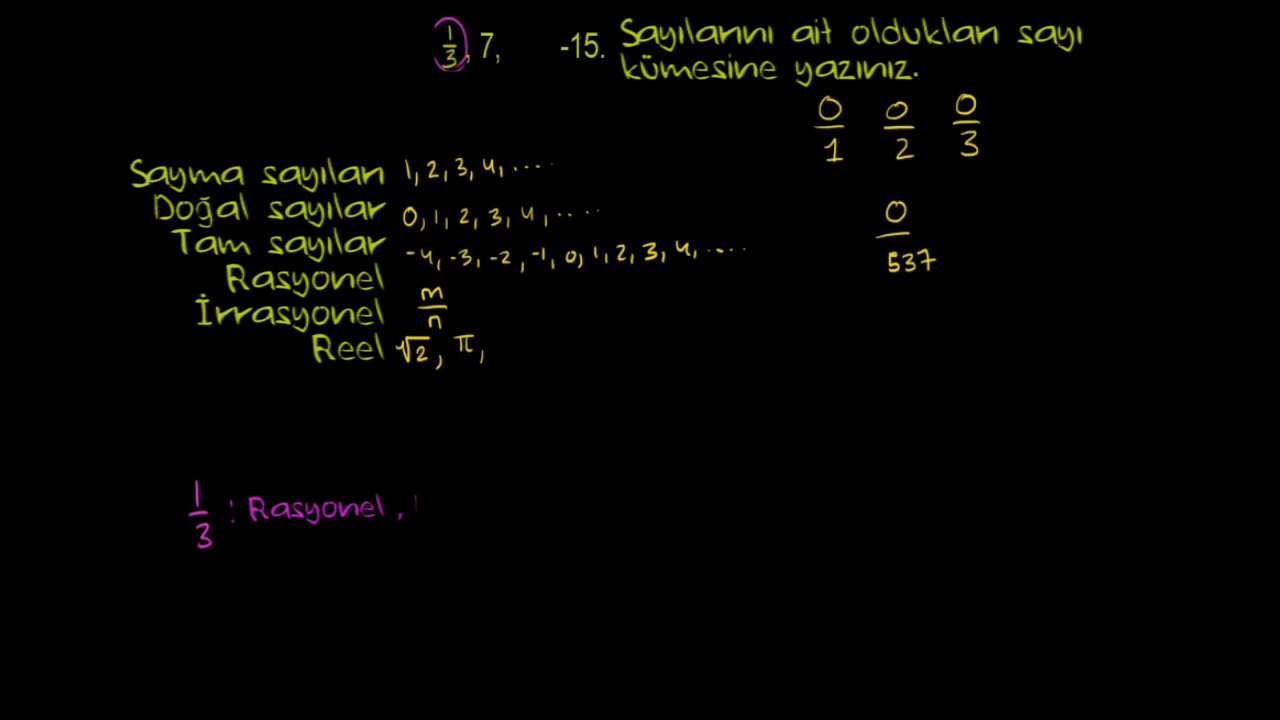 1/3, 7, -15. Sayılarını ait oldukları sayı
kümesine yazınız.
0/1 0/2 0/3
Sayma sayıları 1, 2, 3, 4, ....
Doğal sayılar 0, 1, 2, 3, 4, ....
Tam sayılar -4, -3, -2, -1, 0, 1, 2, 3, 4, ....
0/537
Rasyonel m/n
İrrasyonel
Reel √2, π,
1/3 : Rasyonel ,